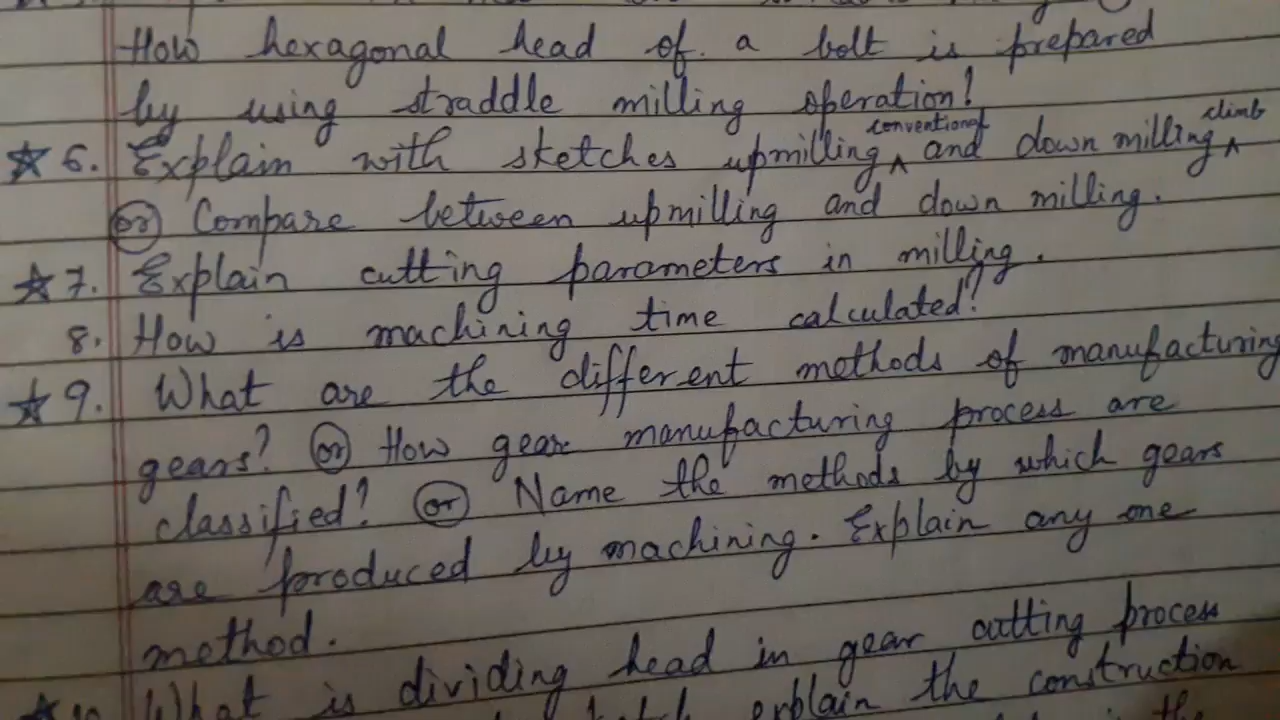 How hexagonal head of a bolt is prepared
by using straddle milling operation?
☆ 6. Explain with sketches upmilling ^ conventional and down milling ^ climb
(or) Compare between upmilling and down milling.
☆ 7. Explain cutting parameters in milling.
8. How is machining time calculated?
☆ 9. What are the different methods of manufacturing
gears? (or) How gear manufacturing process are
classified? (or) Name the methods by which gears
are produced by machining. Explain any one
method.
☆ 10. What is dividing head in gear cutting process
explain the construction